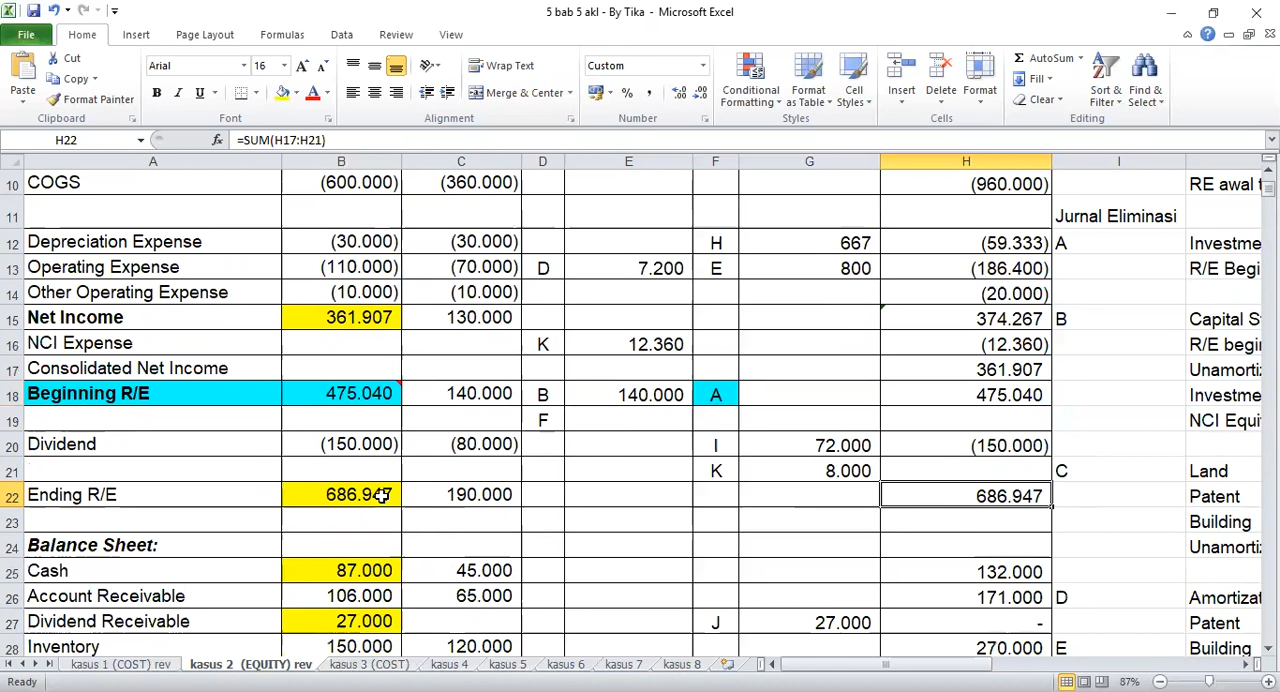 5 bab 5 akl - By Tika - Microsoft Excel
File Home Insert Page Layout Formulas Data Review View
Paste Cut Copy Format Painter Clipboard
Arial 16 A A B I U A Font
Wrap Text Merge & Center Alignment
Custom % , Number
Conditional Formatting Format as Table Cell Styles Styles
Insert Delete Format Cells
Σ AutoSum Fill Clear Sort & Filter Find & Select Editing
H22 fx =SUM(H17:H21)
A B C D E F G H I
10 COGS (600.000) (360.000) (960.000) RE awal
11 Jurnal Eliminasi
12 Depreciation Expense (30.000) (30.000) H 667 (59.333) A Investme
13 Operating Expense (110.000) (70.000) D 7.200 E 800 (186.400) R/E Begi
14 Other Operating Expense (10.000) (10.000) (20.000)
15 Net Income 361.907 130.000 374.267 B Capital S
16 NCI Expense K 12.360 (12.360) R/E begir
17 Consolidated Net Income 361.907 Unamorti
18 Beginning R/E 475.040 140.000 B 140.000 A 475.040 Investme
19 F NCI Equi
20 Dividend (150.000) (80.000) I 72.000 (150.000)
21 K 8.000 C Land
22 Ending R/E 686.947 190.000 686.947 Patent
23 Building
24 Balance Sheet: Unamorti
25 Cash 87.000 45.000 132.000
26 Account Receivable 106.000 65.000 171.000 D Amortizat
27 Dividend Receivable 27.000 J 27.000 - Patent
28 Inventory 150.000 120.000 270.000 E Building
kasus 1 (COST) rev kasus 2 (EQUITY) rev kasus 3 (COST) kasus 4 kasus 5 kasus 6 kasus 7 kasus 8
Ready 87%